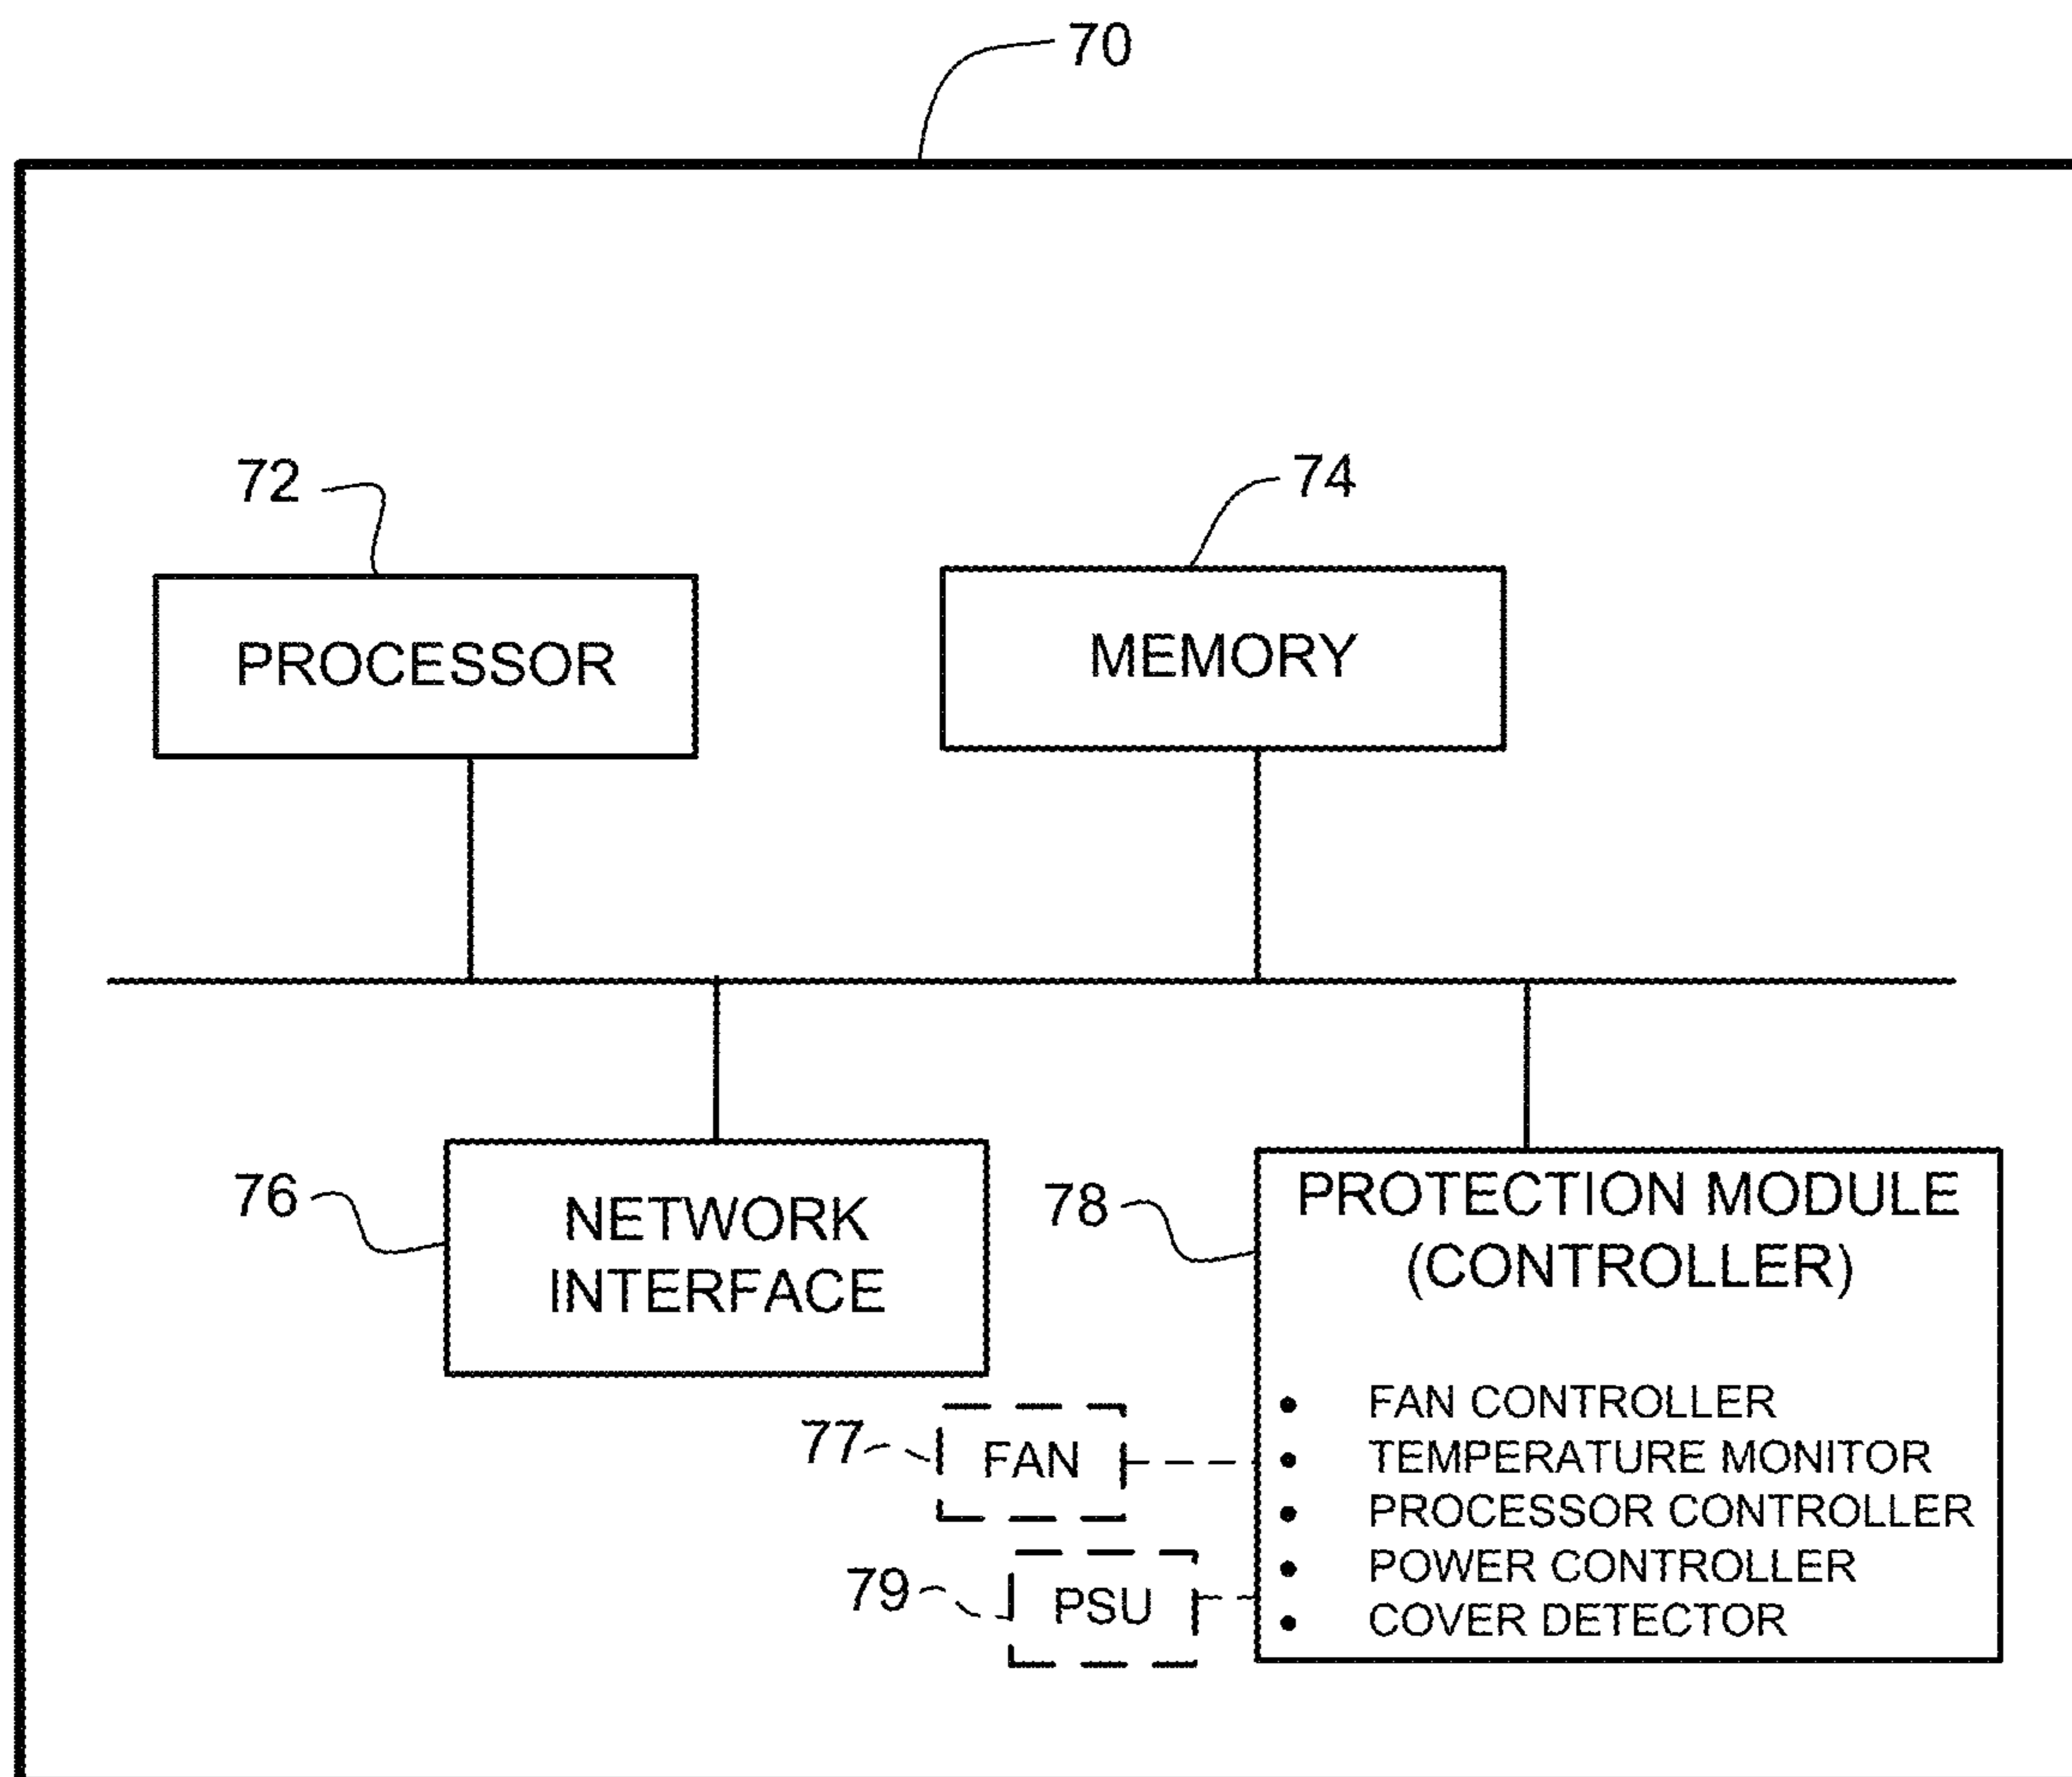 70
72
74
PROCESSOR
MEMORY
76
NETWORK
INTERFACE
78
PROTECTION MODULE
(CONTROLLER)
• FAN CONTROLLER
• TEMPERATURE MONITOR
• PROCESSOR CONTROLLER
• POWER CONTROLLER
• COVER DETECTOR
77
FAN
79
PSU